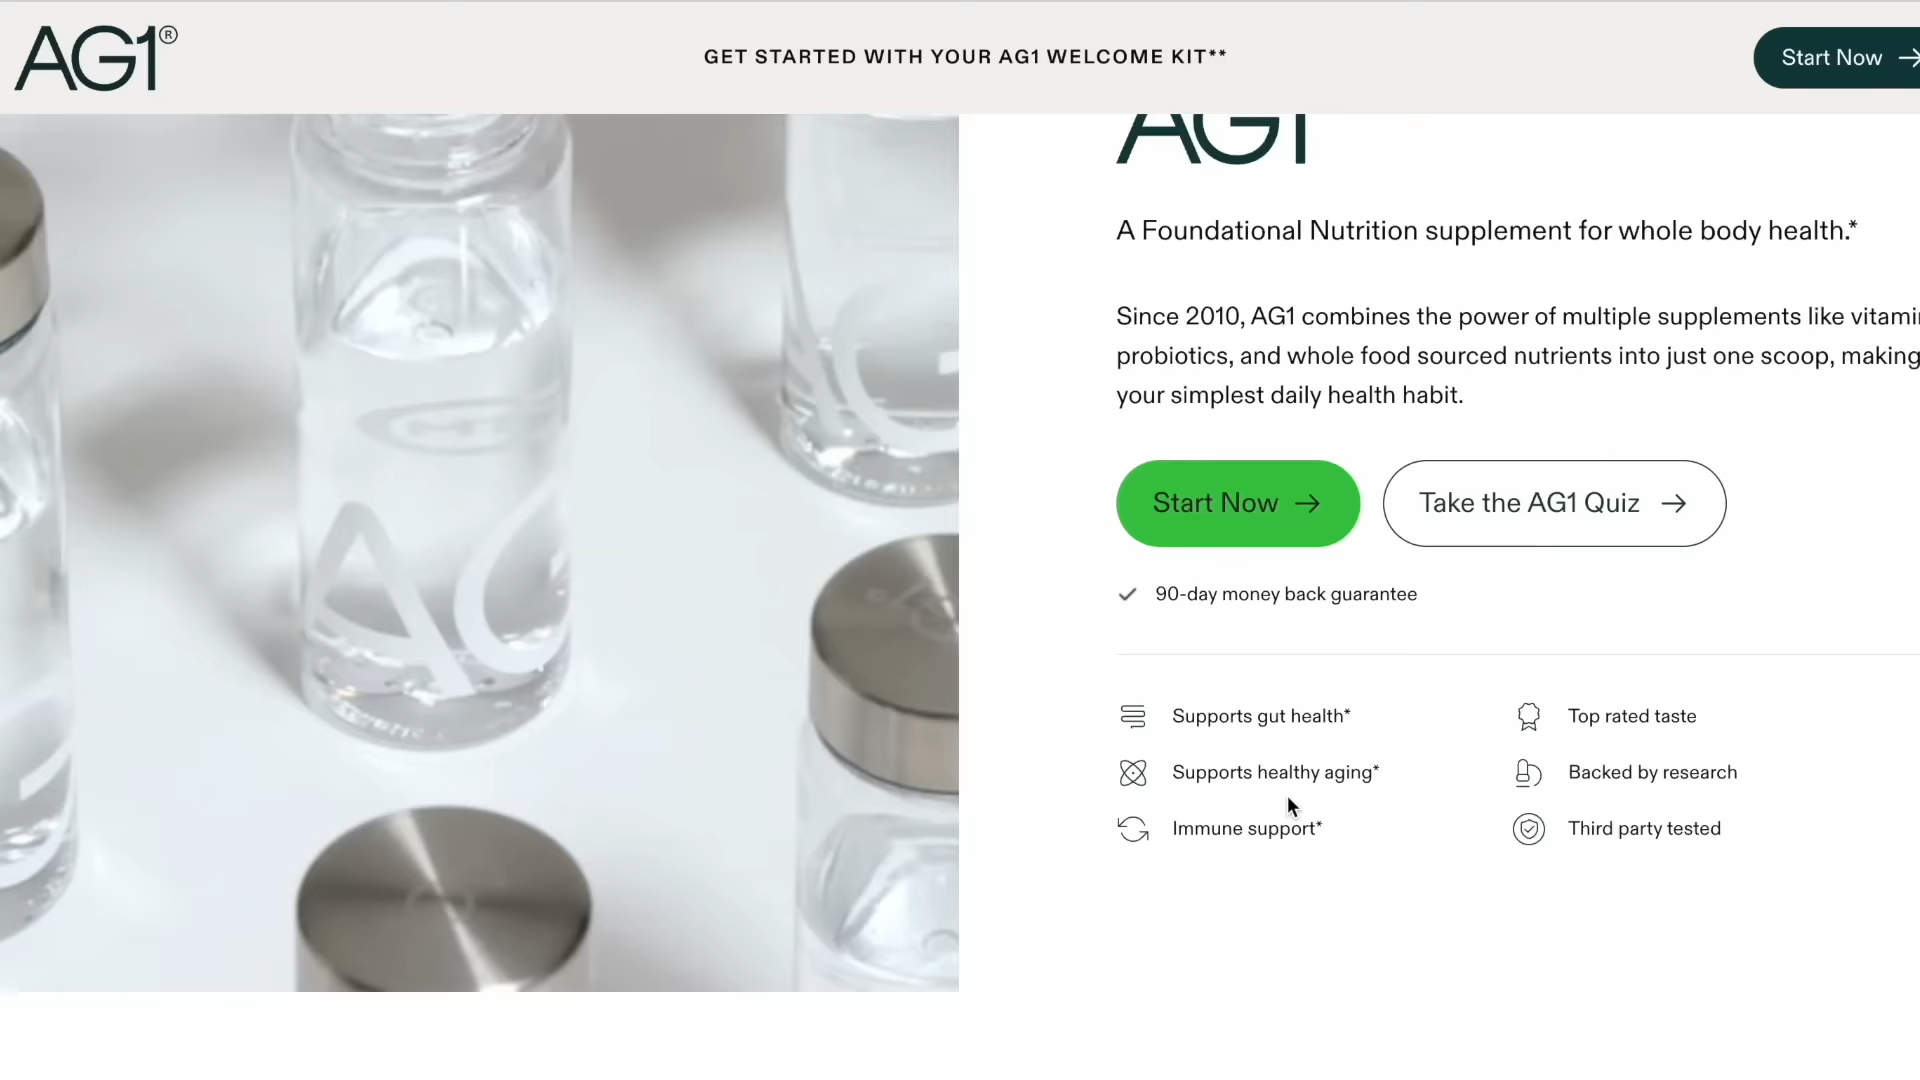 AG1®
GET STARTED WITH YOUR AG1 WELCOME KIT**
Start Now →
AG1
A Foundational Nutrition supplement for whole body health.*
Since 2010, AG1 combines the power of multiple supplements like
probiotics, and whole food sourced nutrients into just one scoop, making
your simplest daily health habit.
Start Now →
Take the AG1 Quiz →
90-day money back guarantee
Supports gut health*
Top rated taste
Supports healthy aging*
Backed by research
Immune support*
Third party tested